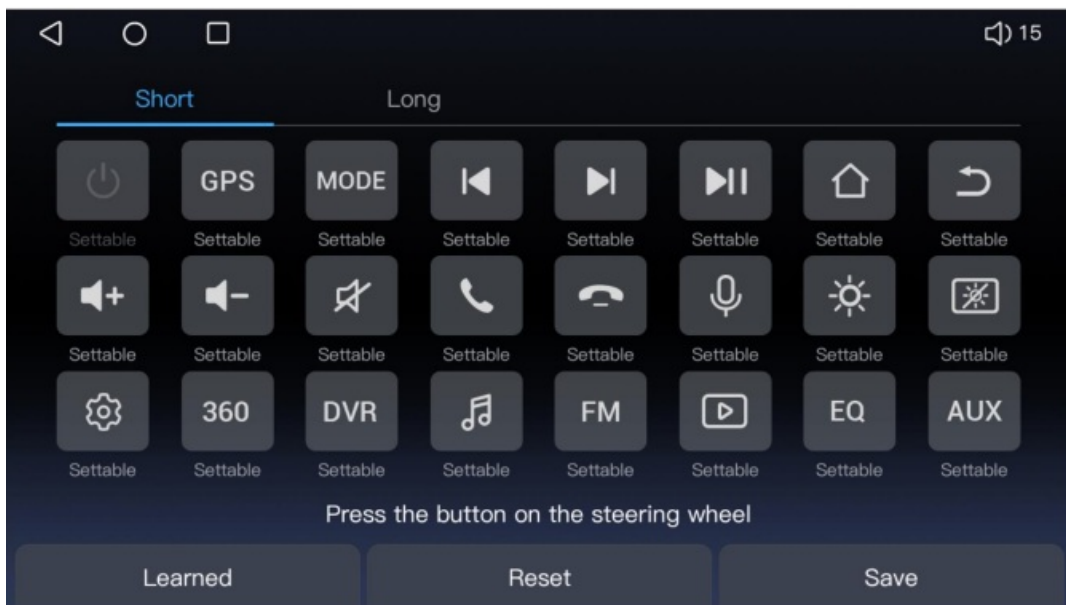 15
Short Long
GPS MODE
Settable Settable Settable Settable Settable Settable Settable Settable
Settable Settable Settable Settable Settable Settable Settable Settable
360 DVR FM EQ AUX
Settable Settable Settable Settable Settable Settable Settable Settable
Press the button on the steering wheel
Learned Reset Save